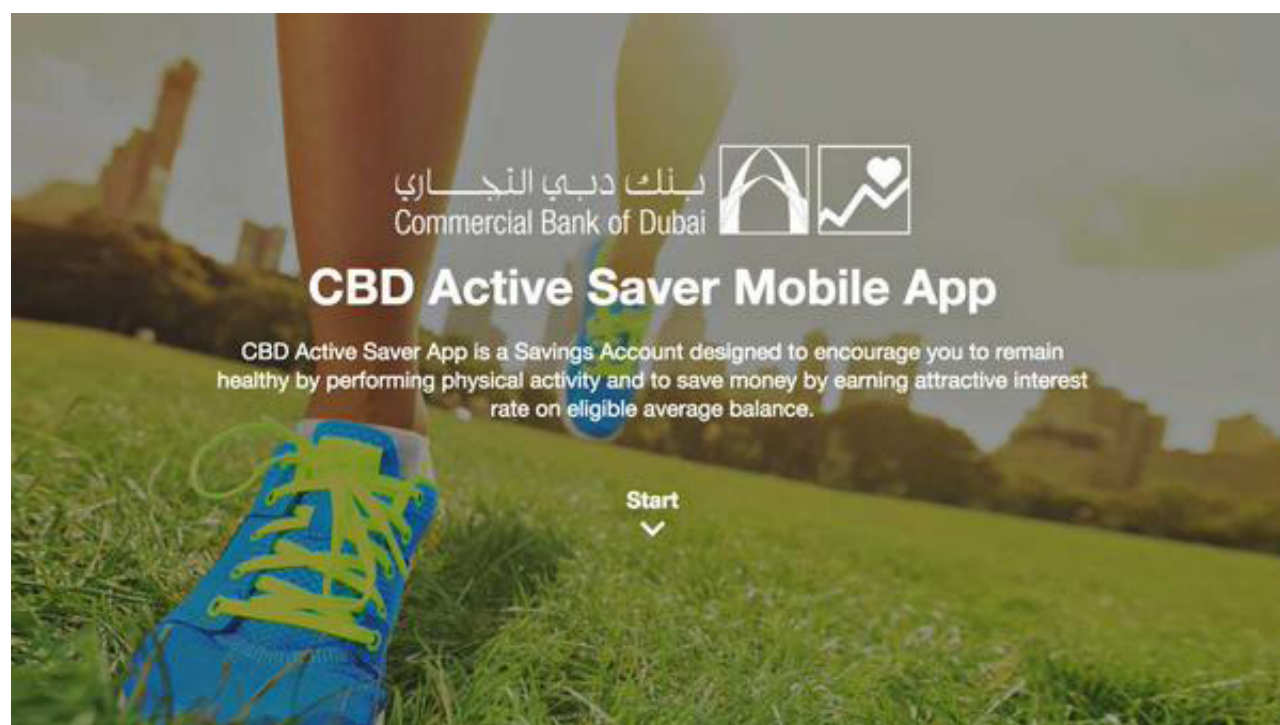 بنك دبي التجاري
Commercial Bank of Dubai
CBD Active Saver Mobile App
CBD Active Saver App is a Savings Account designed to encourage you to remain
healthy by performing physical activity and to save money by earning attractive interest
rate on eligible average balance.
Start